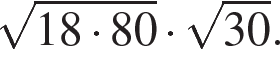 √18 · 80 · √30.